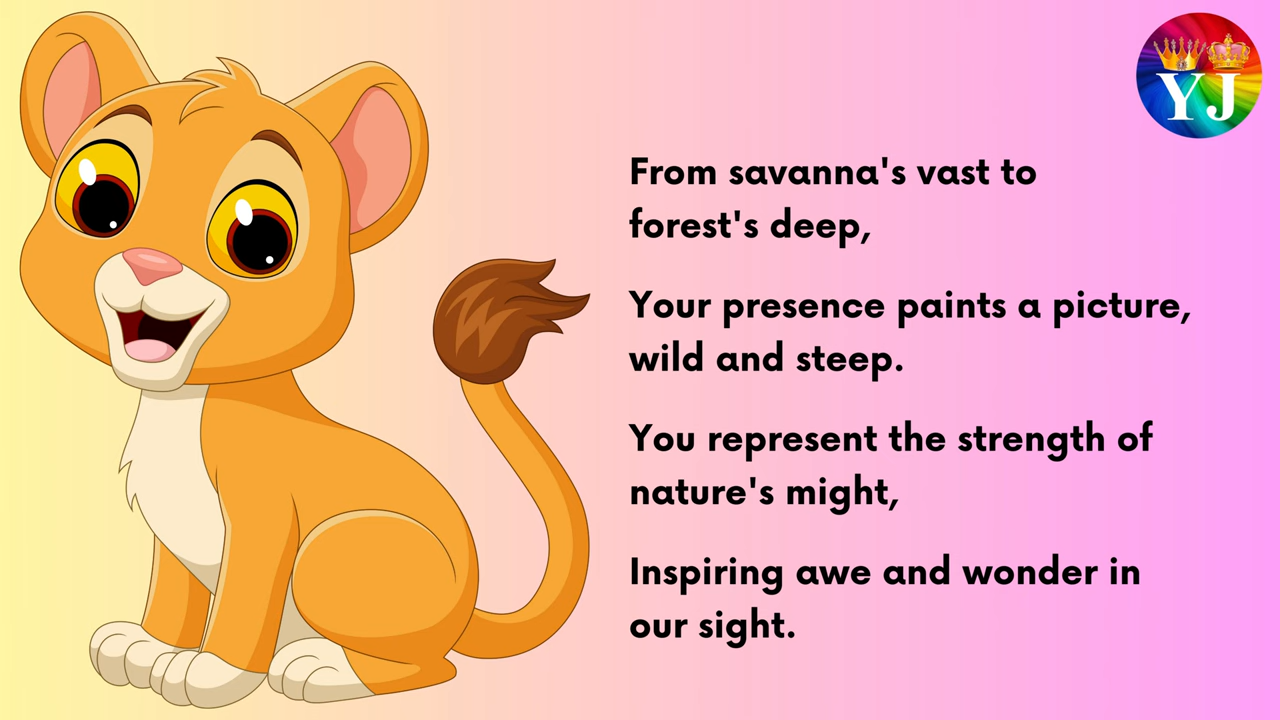 YJ
From savanna's vast to
forest's deep,
Your presence paints a picture,
wild and steep.
You represent the strength of
nature's might,
Inspiring awe and wonder in
our sight.